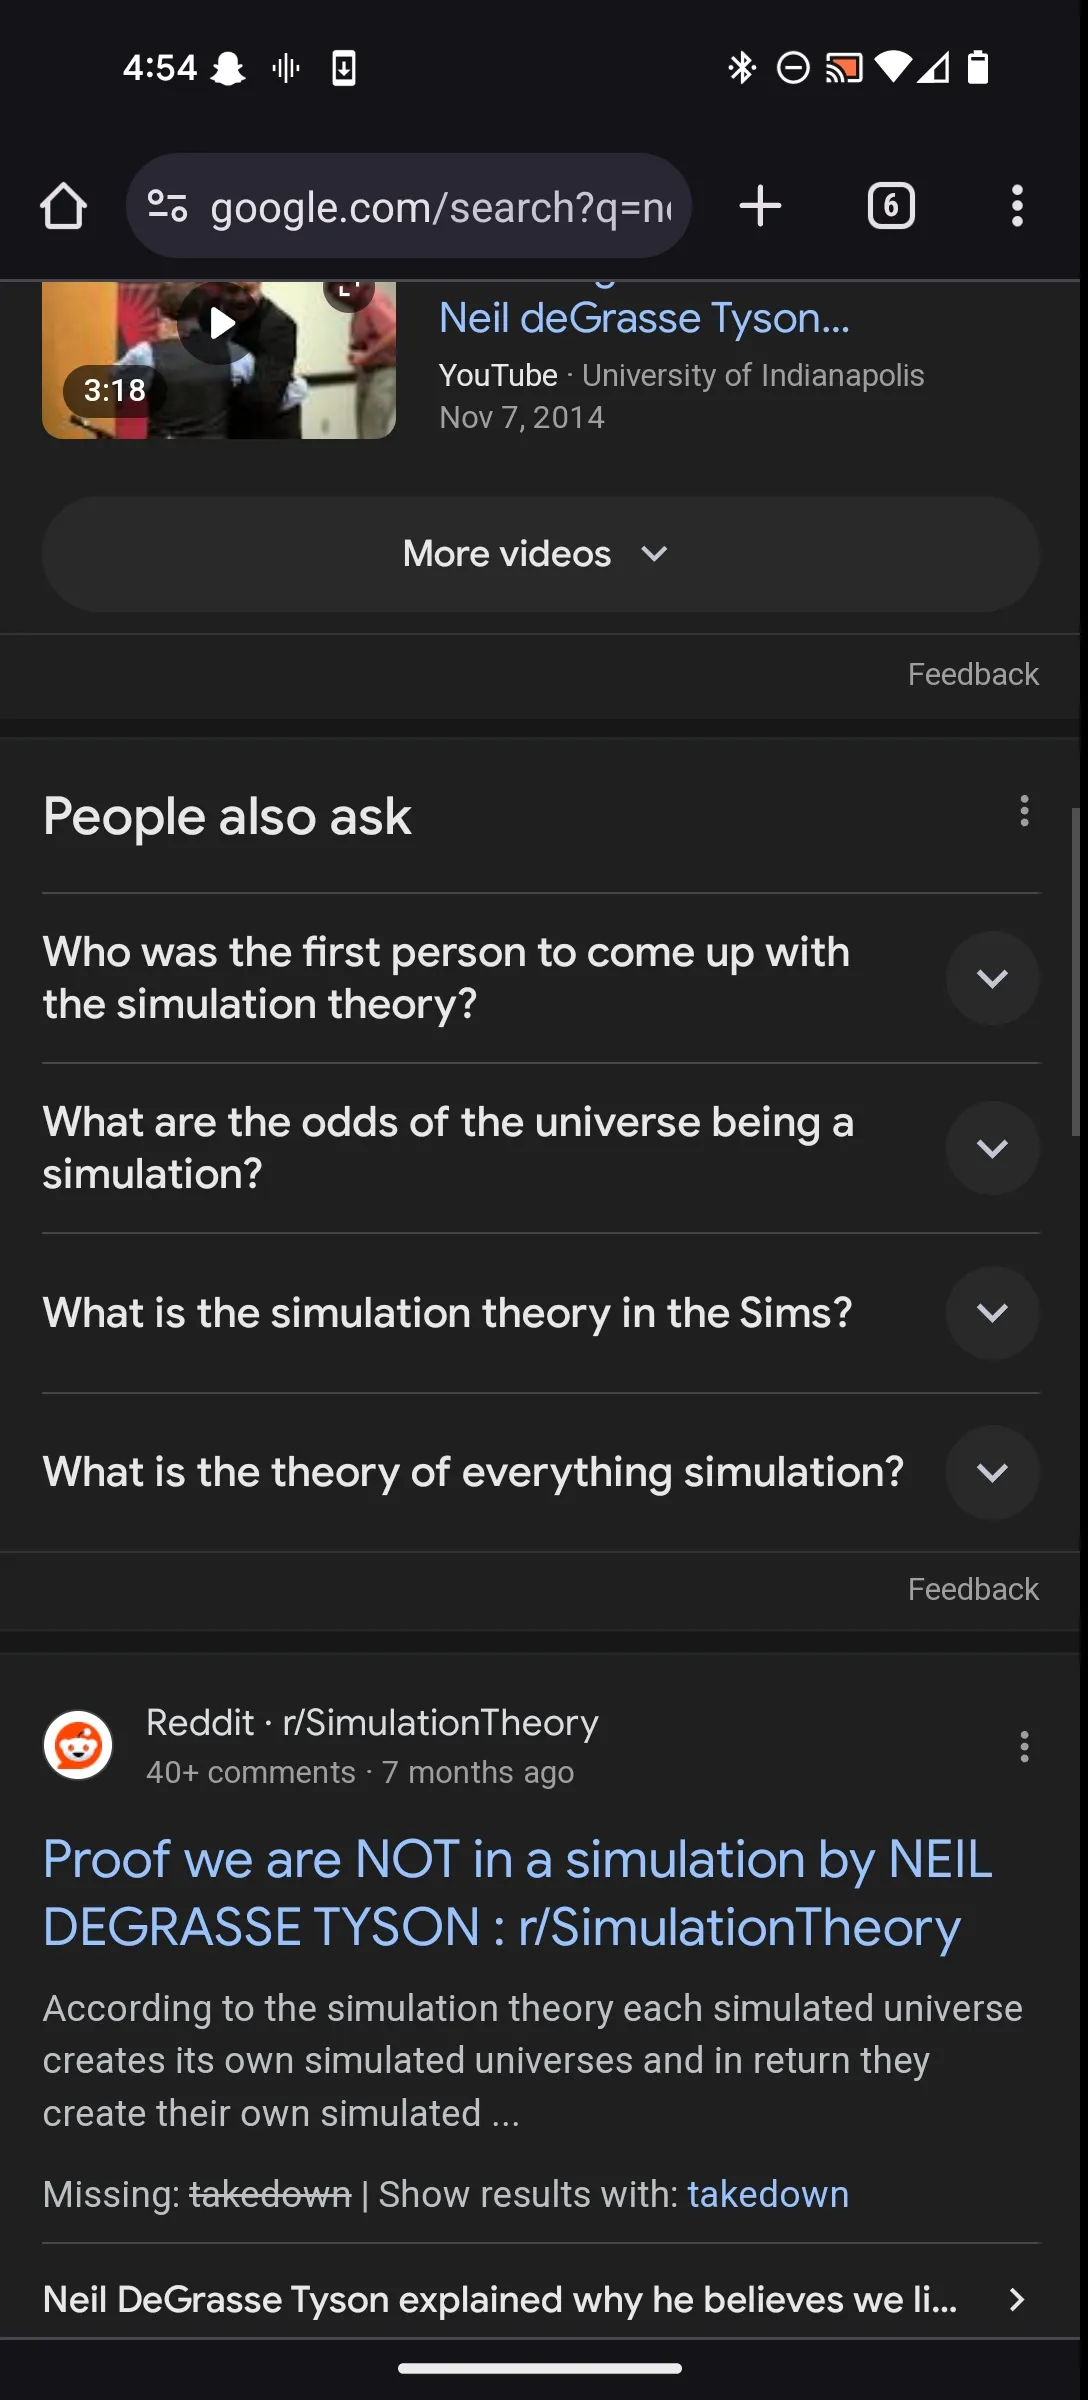 4:54
google.com/search?q=ne
6
Neil deGrasse Tyson...
3:18
YouTube · University of Indianapolis
Nov 7, 2014
More videos
Feedback
People also ask
Who was the first person to come up with
the simulation theory?
What are the odds of the universe being a
simulation?
What is the simulation theory in the Sims?
What is the theory of everything simulation?
Feedback
Reddit · r/SimulationTheory
40+ comments · 7 months ago
Proof we are NOT in a simulation by NEIL
DEGRASSE TYSON : r/SimulationTheory
According to the simulation theory each simulated universe
creates its own simulated universes and in return they
create their own simulated ...
Missing: takedown | Show results with: takedown
Neil DeGrasse Tyson explained why he believes we li...